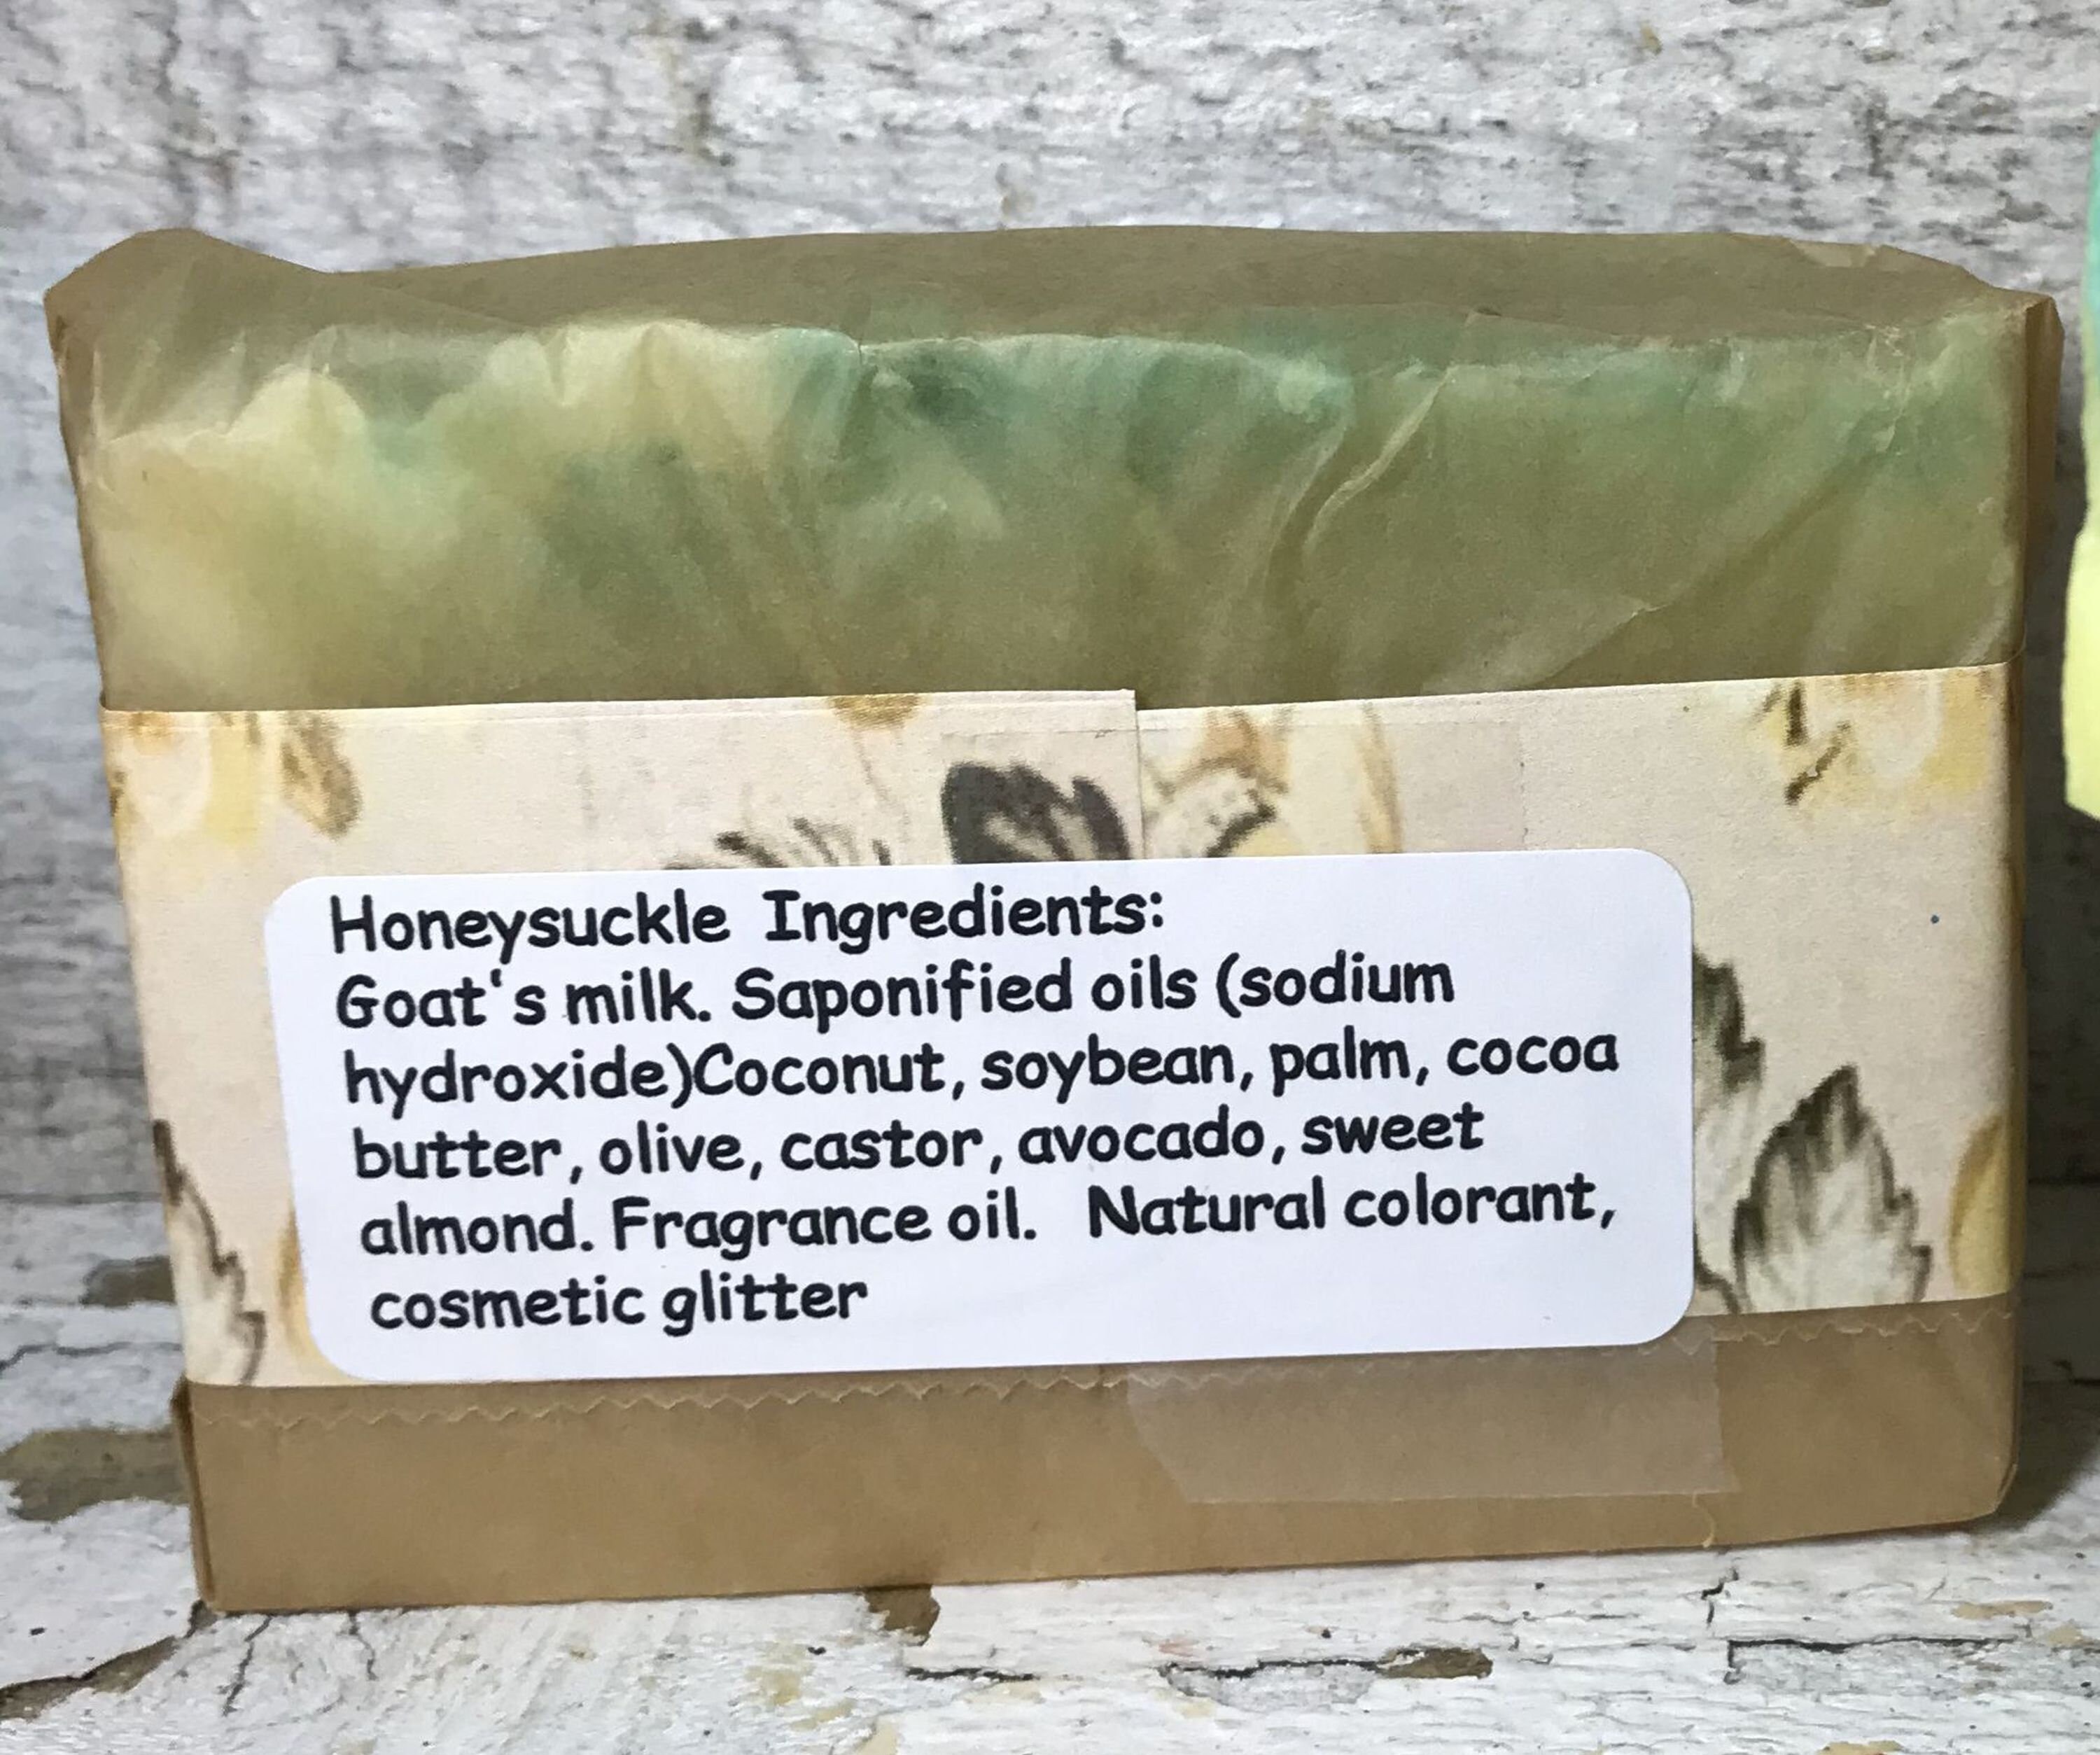 Honeysuckle Ingredients:
Goat's milk. Saponified oils (sodium
hydroxide)Coconut, soybean, palm, cocoa
butter, olive, castor, avocado, sweet
almond. Fragrance oil. Natural colorant,
cosmetic glitter